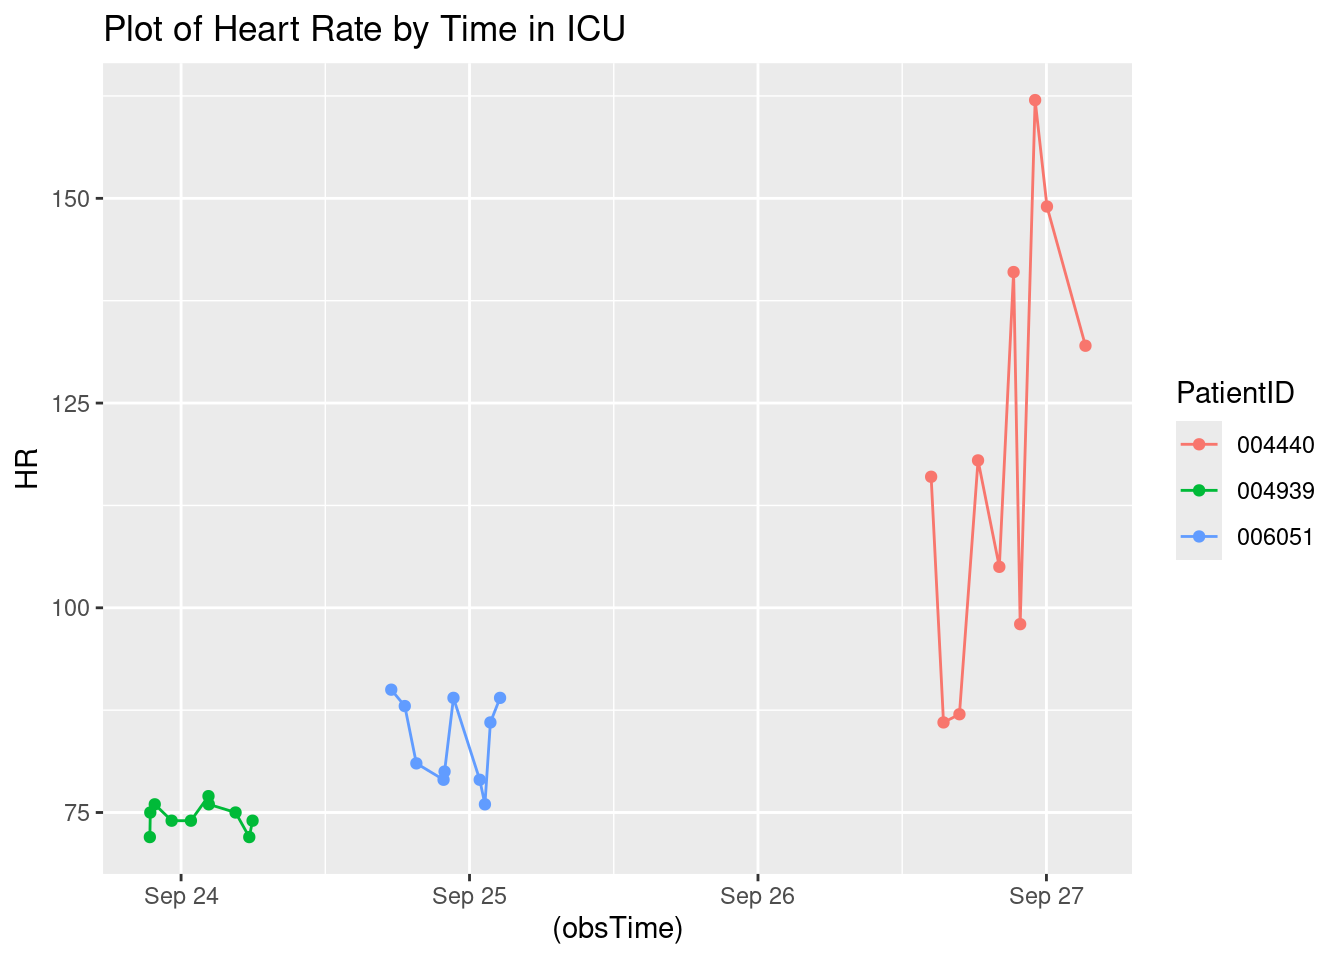 Plot of Heart Rate by Time in ICU
150
125
100
75
HR
Sep 24 Sep 25 Sep 26 Sep 27
(obsTime)
PatientID
004440
004939
006051